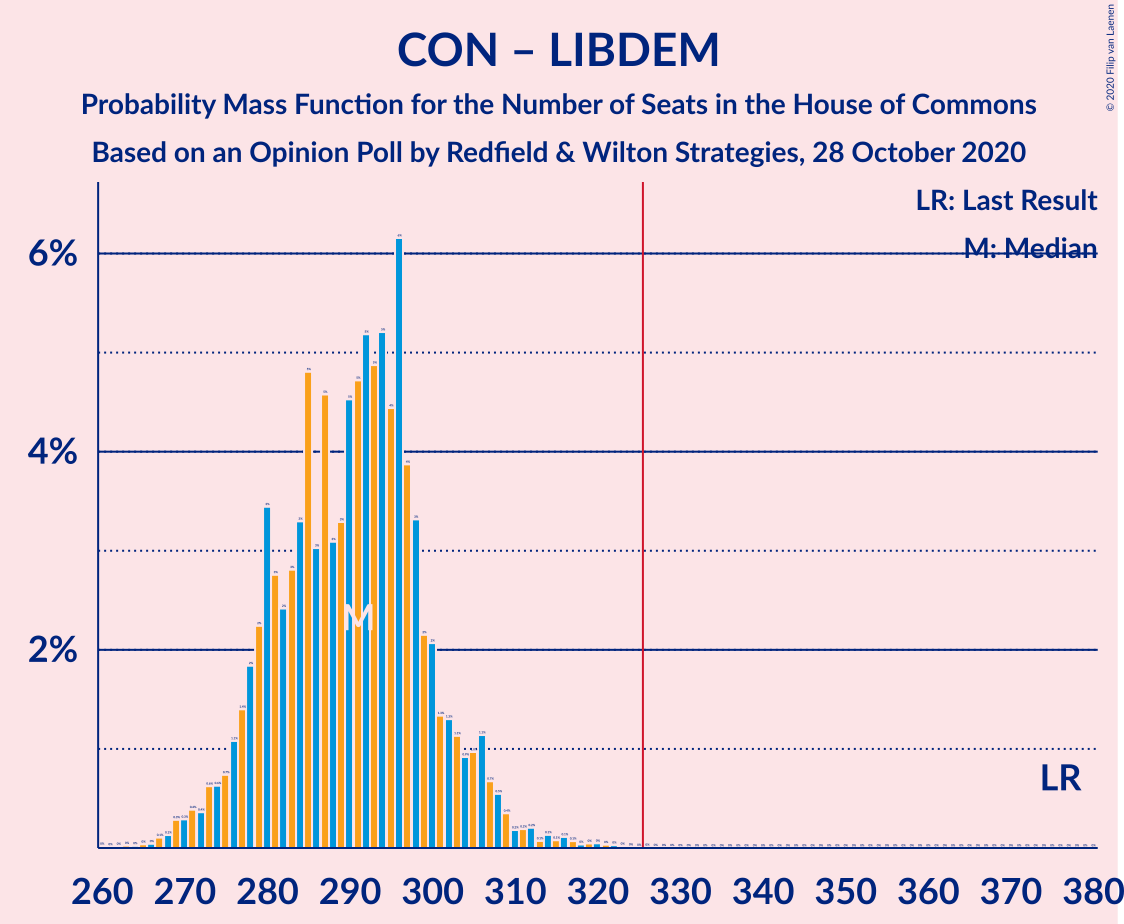 CON – LIBDEM
Probability Mass Function for the Number of Seats in the House of Commons
Based on an Opinion Poll by Redfield & Wilton Strategies, 28 October 2020
© 2020 Filip van Laenen
LR: Last Result
M: Median
6%
4%
2%
M
LR
260 270 280 290 300 310 320 330 340 350 360 370 380